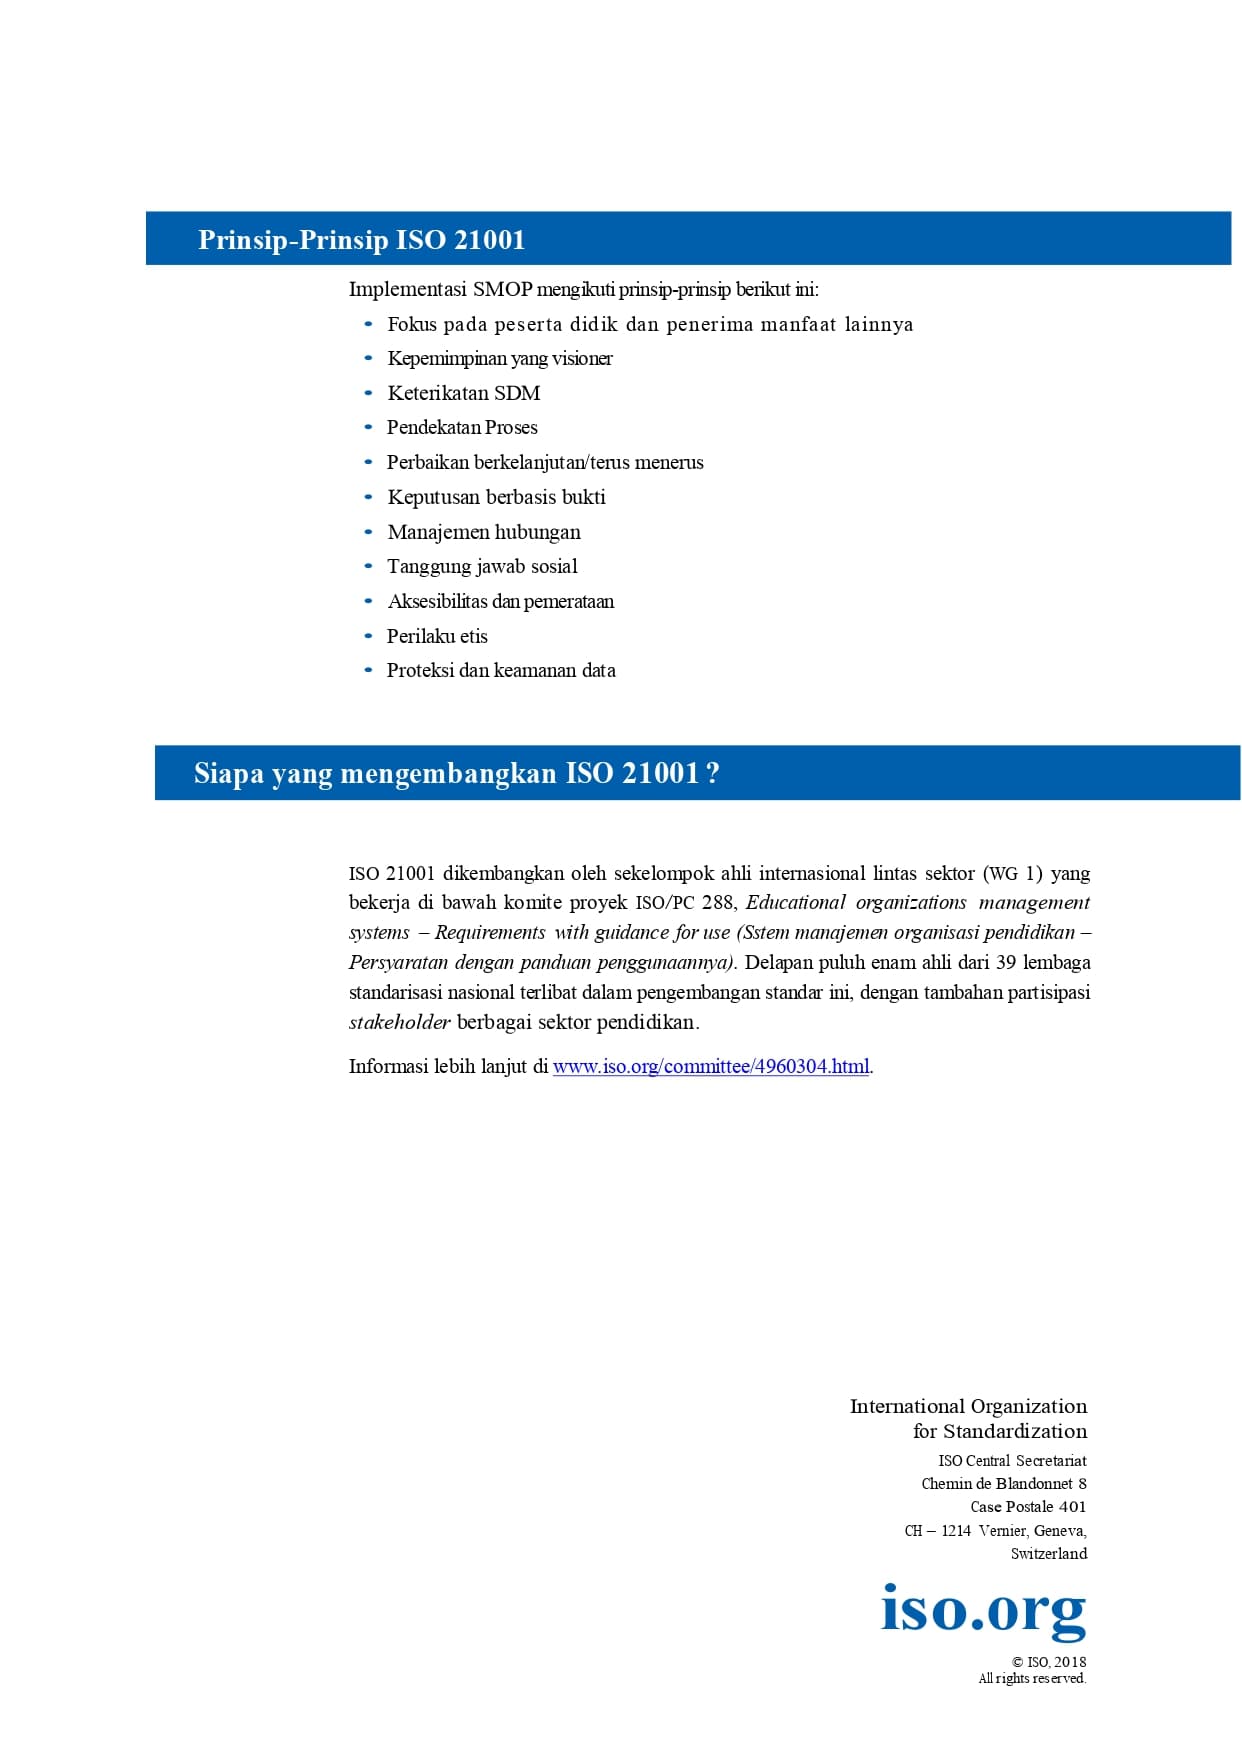 Prinsip-Prinsip ISO 21001
Implementasi SMOP mengikuti prinsip-prinsip berikut ini:
• Fokus pada peserta didik dan penerima manfaat lainnya
• Kepemimpinan yang visioner
• Keterikatan SDM
• Pendekatan Proses
• Perbaikan berkelanjutan/terus menerus
• Keputusan berbasis bukti
• Manajemen hubungan
• Tanggung jawab sosial
• Aksesibilitas dan pemerataan
• Perilaku etis
• Proteksi dan keamanan data
Siapa yang mengembangkan ISO 21001 ?
ISO 21001 dikembangkan oleh sekelompok ahli internasional lintas sektor (WG 1) yang
bekerja di bawah komite proyek ISO/PC 288, Educational organizations management
systems – Requirements with guidance for use (Sstem manajemen organisasi pendidikan –
Persyaratan dengan panduan penggunaannya). Delapan puluh enam ahli dari 39 lembaga
standarisasi nasional terlibat dalam pengembangan standar ini, dengan tambahan partisipasi
stakeholder berbagai sektor pendidikan.
Informasi lebih lanjut di www.iso.org/committee/4960304.html.
International Organization
for Standardization
ISO Central Secretariat
Chemin de Blandonnet 8
Case Postale 401
CH – 1214 Vernier, Geneva,
Switzerland
iso.org
© ISO, 2018
All rights reserved.